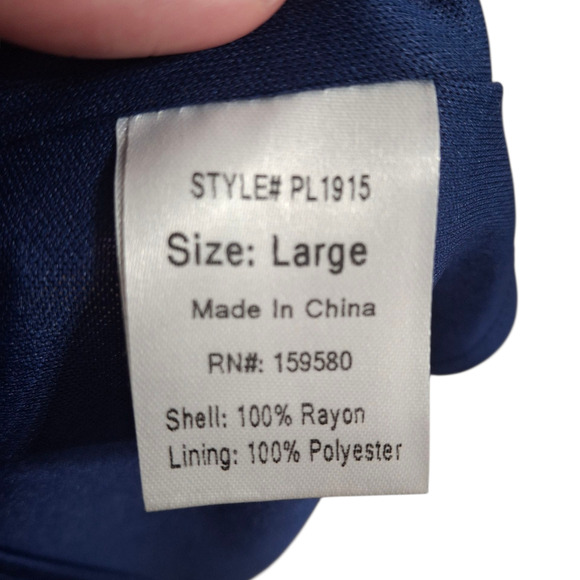 STYLE# PL1915
Size: Large
Made In China
RN#: 159580
Shell: 100% Rayon
Lining: 100% Polyester